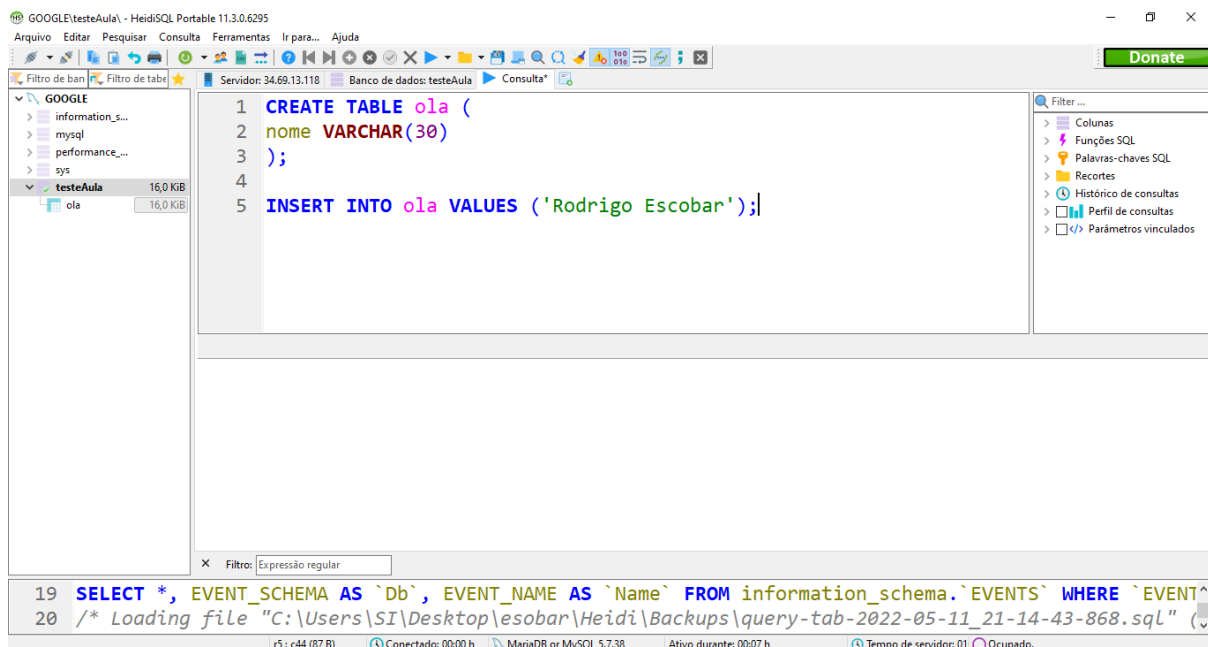 GOOGLE\testeAula\ - HeidiSQL Portable 11.3.0.6295
Arquivo Editar Pesquisar Consulta Ferramentas Ir para... Ajuda
Donate
Filtro de ban Filtro de tabe Servidor: 34.69.13.118 Banco de dados: testeAula Consulta*
GOOGLE
information_s...
mysql
performance_...
sys
testeAula 16,0 KiB
ola 16,0 KiB
1 CREATE TABLE ola (
2 nome VARCHAR(30)
3 );
4
5 INSERT INTO ola VALUES ('Rodrigo Escobar');
Filter ...
Colunas
Funções SQL
Palavras-chaves SQL
Recortes
Histórico de consultas
Perfil de consultas
Parâmetros vinculados
Filtro: Expressão regular
19 SELECT *, EVENT_SCHEMA AS `Db`, EVENT_NAME AS `Name` FROM information_schema.`EVENTS` WHERE `EVENT
20 /* Loading file "C:\Users\SI\Desktop\esobar\Heidi\Backups\query-tab-2022-05-11_21-14-43-868.sql" (
r5 : c44 (87 B) Conectado: 00:00 h MariaDB or MySQL 5.7.38 Ativo durante: 00:07 h Tempo de servidor: 01: Ocupado.